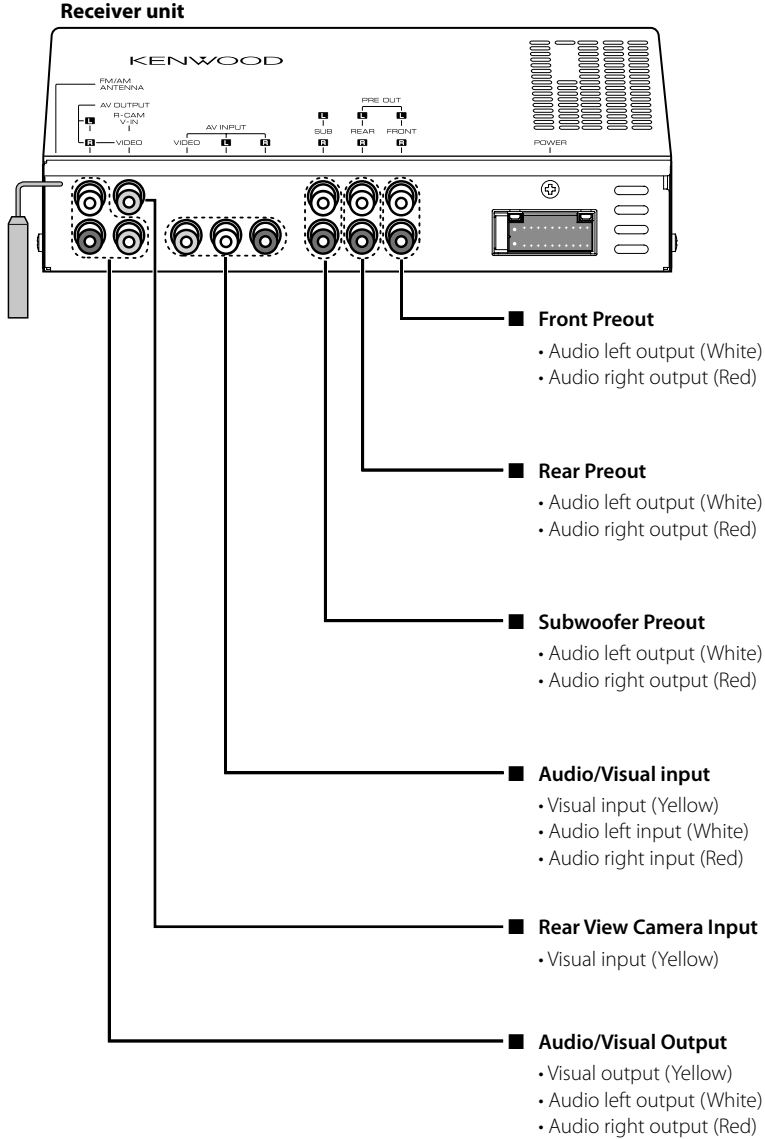 Receiver unit
KENWOOD
FM/AM
ANTENNA
AV OUTPUT
R-CAM
V-IN
L
R
VIDEO
AV INPUT
VIDEO
L
R
PRE OUT
L
L
L
SUB
REAR
FRONT
R
R
R
POWER
■ Front Preout
• Audio left output (White)
• Audio right output (Red)
■ Rear Preout
• Audio left output (White)
• Audio right output (Red)
■ Subwoofer Preout
• Audio left output (White)
• Audio right output (Red)
■ Audio/Visual input
• Visual input (Yellow)
• Audio left input (White)
• Audio right input (Red)
■ Rear View Camera Input
• Visual input (Yellow)
■ Audio/Visual Output
• Visual output (Yellow)
• Audio left output (White)
• Audio right output (Red)